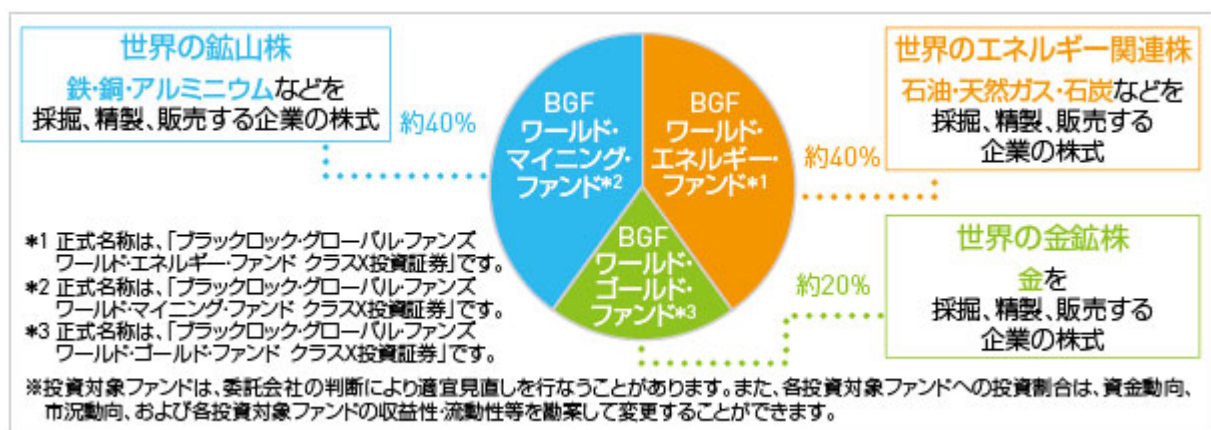 世界の鉱山株
鉄・銅・アルミニウムなどを
採掘、精製、販売する企業の株式
約40%
BGF
ワールド・
マイニング・
ファンド*2
BGF
ワールド・
エネルギー・
ファンド*1
世界のエネルギー関連株
石油・天然ガス・石炭などを
採掘、精製、販売する
企業の株式
約40%
BGF
ワールド・
ゴールド・
ファンド*3
世界の金鉱株
金を
採掘、精製、販売する
企業の株式
約20%
*1 正式名称は、「ブラックロック・グローバル・ファンズ
ワールド・エネルギー・ファンド クラスX投資証券」です。
*2 正式名称は、「ブラックロック・グローバル・ファンズ
ワールド・マイニング・ファンド クラスX投資証券」です。
*3 正式名称は、「ブラックロック・グローバル・ファンズ
ワールド・ゴールド・ファンド クラスX投資証券」です。
※投資対象ファンドは、委託会社の判断により適宜見直しを行なうことがあります。また、各投資対象ファンドへの投資割合は、資金動向、
市況動向、および各投資対象ファンドの収益性・流動性等を勘案して変更することができます。